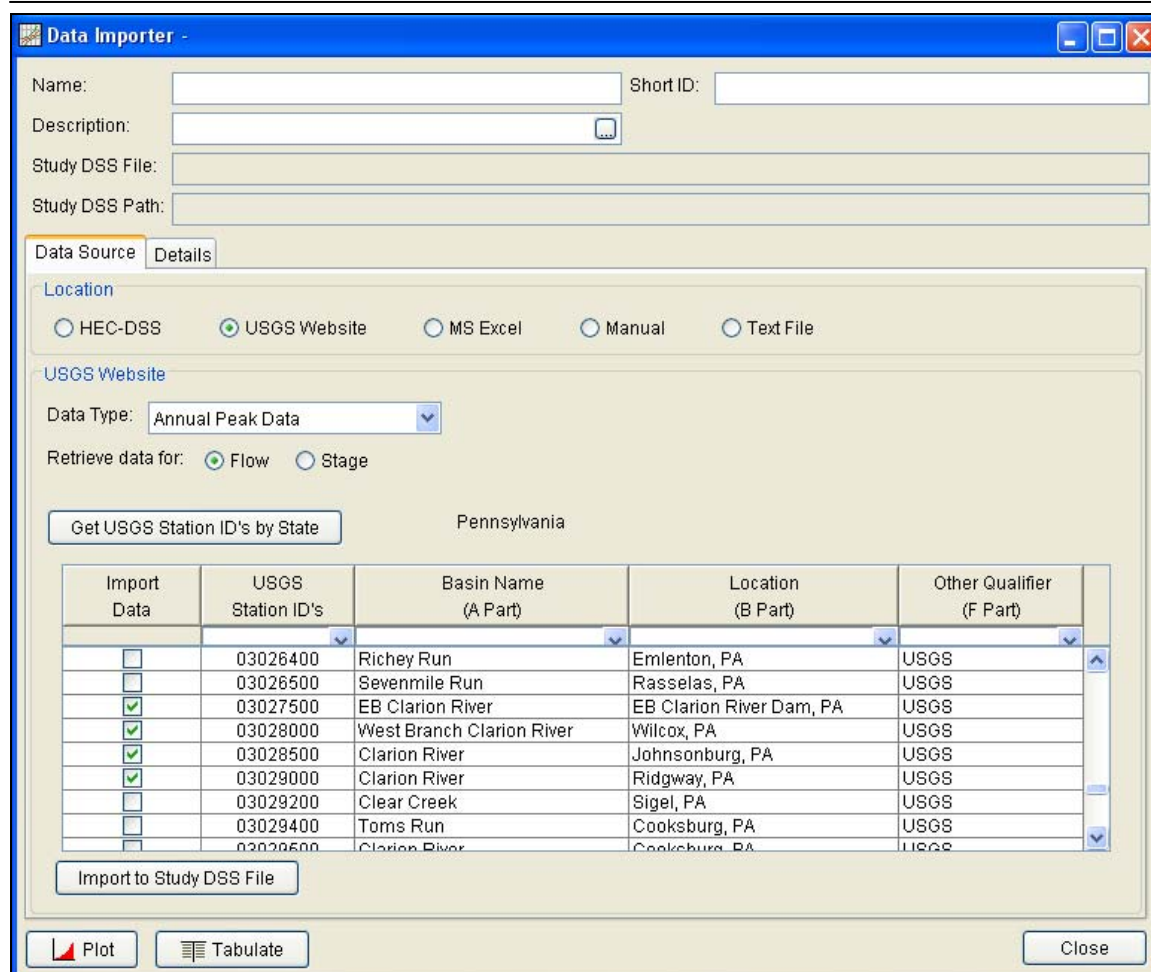 Data Importer -
Name: Short ID:
Description: ...
Study DSS File:
Study DSS Path:
Data Source Details
Location
HEC-DSS USGS Website MS Excel Manual Text File
USGS Website
Data Type: Annual Peak Data
Retrieve data for: Flow Stage
Get USGS Station ID's by State Pennsylvania
Import USGS Basin Name Location Other Qualifier
Data Station ID's (A Part) (B Part) (F Part)
03026400 Richey Run Emlenton, PA USGS
03026500 Sevenmile Run Rasselas, PA USGS
03027500 EB Clarion River EB Clarion River Dam, PA USGS
03028000 West Branch Clarion River Wilcox, PA USGS
03028500 Clarion River Johnsonburg, PA USGS
03029000 Clarion River Ridgway, PA USGS
03029200 Clear Creek Sigel, PA USGS
03029400 Toms Run Cooksburg, PA USGS
Clarion River Cooksburg, PA USGS
Import to Study DSS File
Plot Tabulate Close